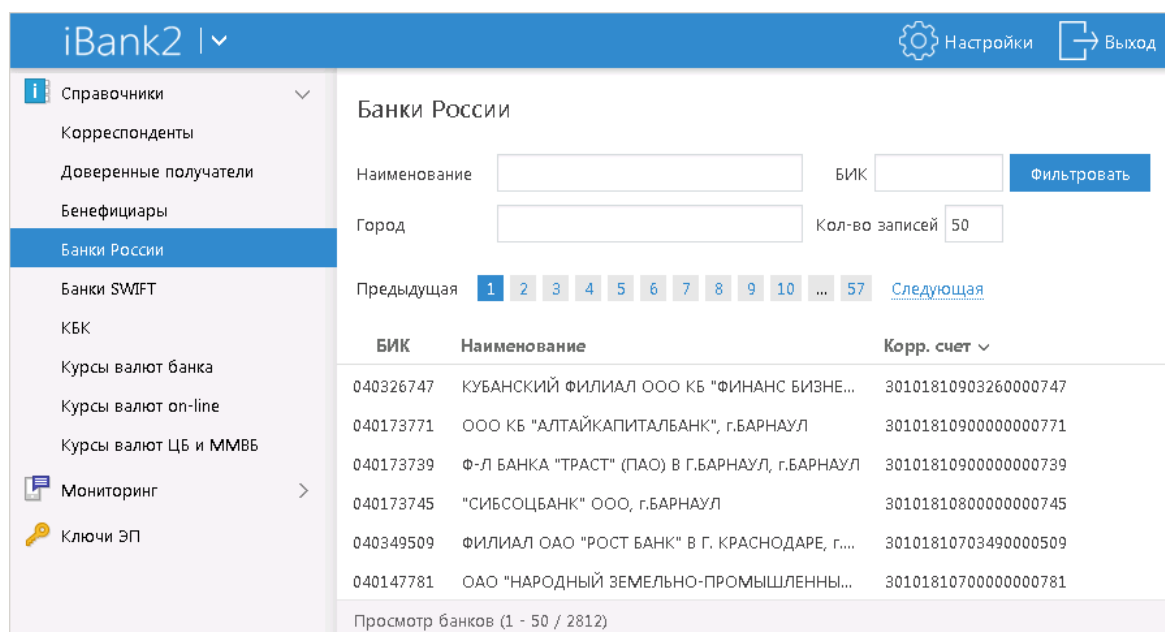 iBank2
Настройки
Выход
Справочники
Корреспонденты
Доверенные получатели
Бенефициары
Банки России
Банки SWIFT
КБК
Курсы валют банка
Курсы валют on-line
Курсы валют ЦБ и ММВБ
Мониторинг
Ключи ЭП
Банки России
Наименование
БИК
Фильтровать
Город
Кол-во записей 50
Предыдущая 1 2 3 4 5 6 7 8 9 10 ... 57 Следующая
БИК Наименование Корр. счет
040326747 КУБАНСКИЙ ФИЛИАЛ ООО КБ "ФИНАНС БИЗНЕ... 30101810903260000747
040173771 ООО КБ "АЛТАЙКАПИТАЛБАНК", г.БАРНАУЛ 30101810900000000771
040173739 Ф-Л БАНКА "ТРАСТ" (ПАО) В Г.БАРНАУЛ, г.БАРНАУЛ 30101810900000000739
040173745 "СИБСОЦБАНК" ООО, г.БАРНАУЛ 30101810800000000745
040349509 ФИЛИАЛ ОАО "РОСТ БАНК" В Г. КРАСНОДАРЕ, г.... 30101810703490000509
040147781 ОАО "НАРОДНЫЙ ЗЕМЕЛЬНО-ПРОМЫШЛЕННЫ... 30101810700000000781
Просмотр банков (1 - 50 / 2812)